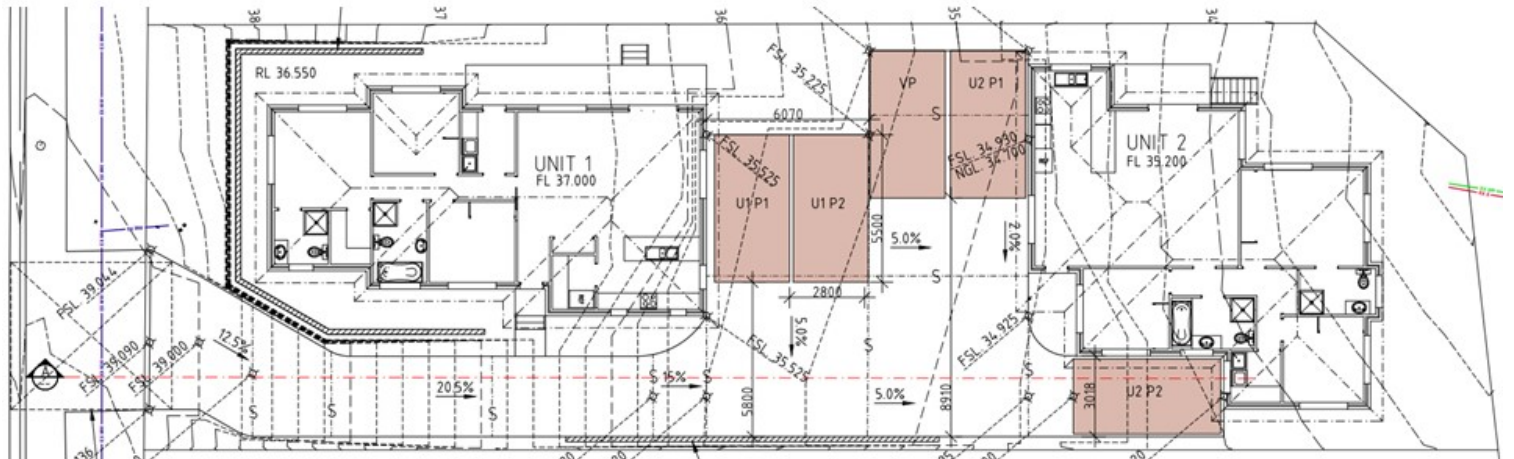 38
37
36
35
34
RL 36.550
FSL 35.225
VP
U2 P1
6070
S
UNIT 1
FL 37.000
FSL 35.525
FSL 34.930
NGL. 34.700
UNIT 2
FL 35.200
U1 P1
U1 P2
5500
5.0%
2.0%
S
FSL 39.044
2800
12.5%
5.0%
FSL 35.525
S
FSL 34.925
FSL 39.090
FSL 39.000
A
20.5%
S
15%
S
S
5.0%
5800
8910
3018
U2 P2
S
S
S